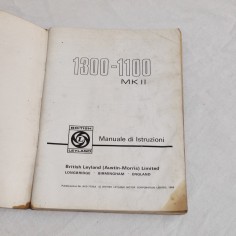 1300-1100
MK II
BRITISH
L
LEYLAND
Manuale di Istruzioni
British Leyland (Austin-Morris) Limited
LONGBRIDGE BIRMINGHAM ENGLAND